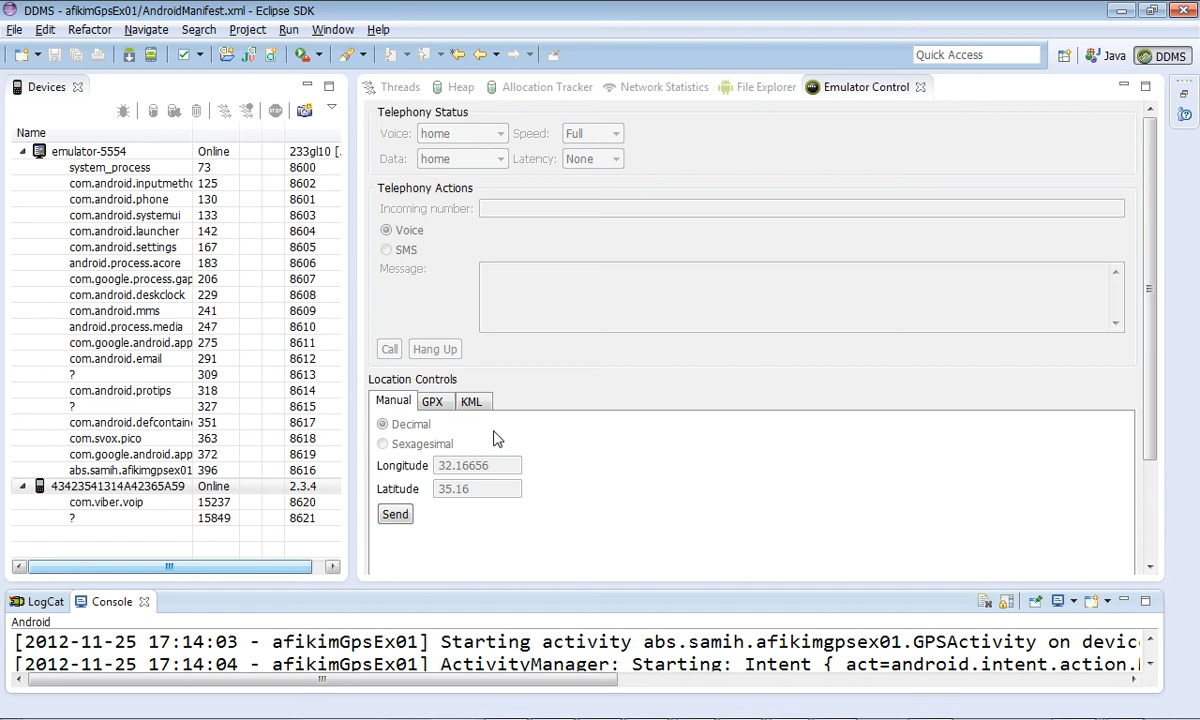 DDMS - afikimGpsEx01/AndroidManifest.xml - Eclipse SDK
File Edit Refactor Navigate Search Project Run Window Help
Quick Access Java DDMS
Devices
Name
emulator-5554 Online 233gl10 [.
system_process 73 8600
com.android.inputmethc 125 8602
com.android.phone 130 8601
com.android.systemui 133 8603
com.android.launcher 142 8604
com.android.settings 167 8605
android.process.acore 183 8606
com.google.process.gap 206 8607
com.android.deskclock 229 8608
com.android.mms 241 8609
android.process.media 247 8610
com.google.android.app 275 8611
com.android.email 291 8612
? 309 8613
com.android.protips 318 8614
? 327 8615
com.android.defcontaine 351 8617
com.svox.pico 363 8618
com.google.android.app 372 8619
abs.samih.afikimgpsex01 396 8616
43423541314A42365A59 Online 2.3.4
com.viber.voip 15237 8620
? 15849 8621
Threads Heap Allocation Tracker Network Statistics File Explorer Emulator Control
Telephony Status
Voice: home Speed: Full
Data: home Latency: None
Telephony Actions
Incoming number:
Voice
SMS
Message:
Call Hang Up
Location Controls
Manual GPX KML
Decimal
Sexagesimal
Longitude 32.16656
Latitude 35.16
Send
LogCat Console
Android
[2012-11-25 17:14:03 - afikimGpsEx01] Starting activity abs.samih.afikimgpsex01.GPSActivity on devic
[2012-11-25 17:14:04 - afikimGpsEx01] ActivityManager: Starting: Intent { act=android.intent.action.